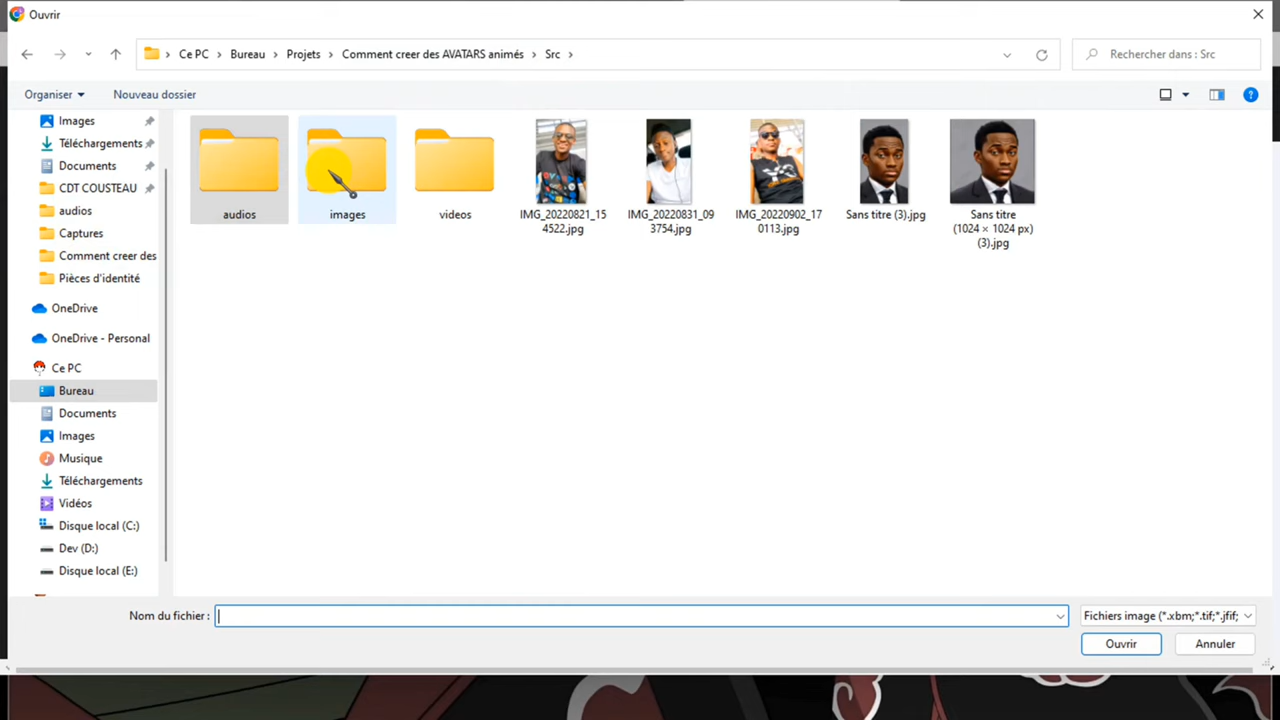 Ouvrir
Ce PC > Bureau > Projets > Comment creer des AVATARS animés > Src >
Rechercher dans : Src
Organiser
Nouveau dossier
Images
Téléchargements
Documents
CDT COUSTEAU
audios
Captures
Comment creer des
Pièces d'identité
OneDrive
OneDrive - Personal
Ce PC
Bureau
Documents
Images
Musique
Téléchargements
Vidéos
Disque local (C:)
Dev (D:)
Disque local (E:)
audios
images
videos
IMG_20220821_15
4522.jpg
IMG_20220831_09
3754.jpg
IMG_20220902_17
0113.jpg
Sans titre (3).jpg
Sans titre
(1024 × 1024 px)
(3).jpg
Nom du fichier :
Fichiers image (*.xbm;*.tif;*.jfif;
Ouvrir
Annuler